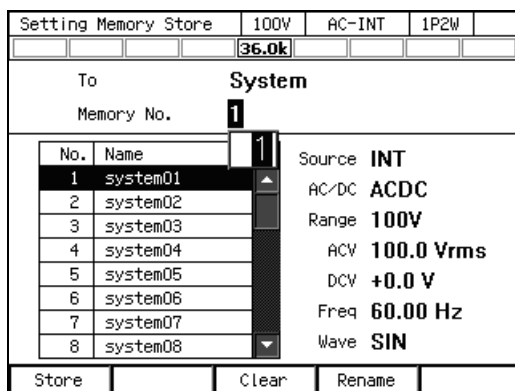 Setting Memory Store 100V AC-INT 1P2W
36.0k
To System
Memory No. 1
1
No. Name
1 system01
2 system02
3 system03
4 system04
5 system05
6 system06
7 system07
8 system08
Source INT
AC/DC ACDC
Range 100V
ACV 100.0 Vrms
DCV +0.0 V
Freq 60.00 Hz
Wave SIN
Store Clear Rename